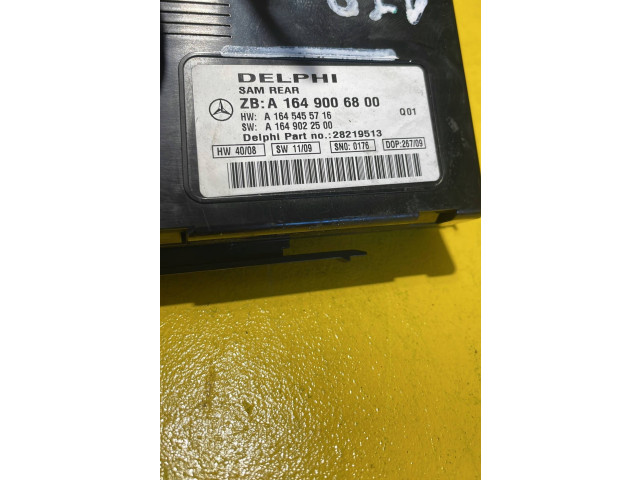 DELPHI
SAM REAR
ZB: A 164 900 68 00
HW: A 164 545 57 16 Q01
SW: A 164 902 25 00
Delphi Part no.:28219513
HW 40/08 SW 11/09 SNO: 0176 DOP:267/09